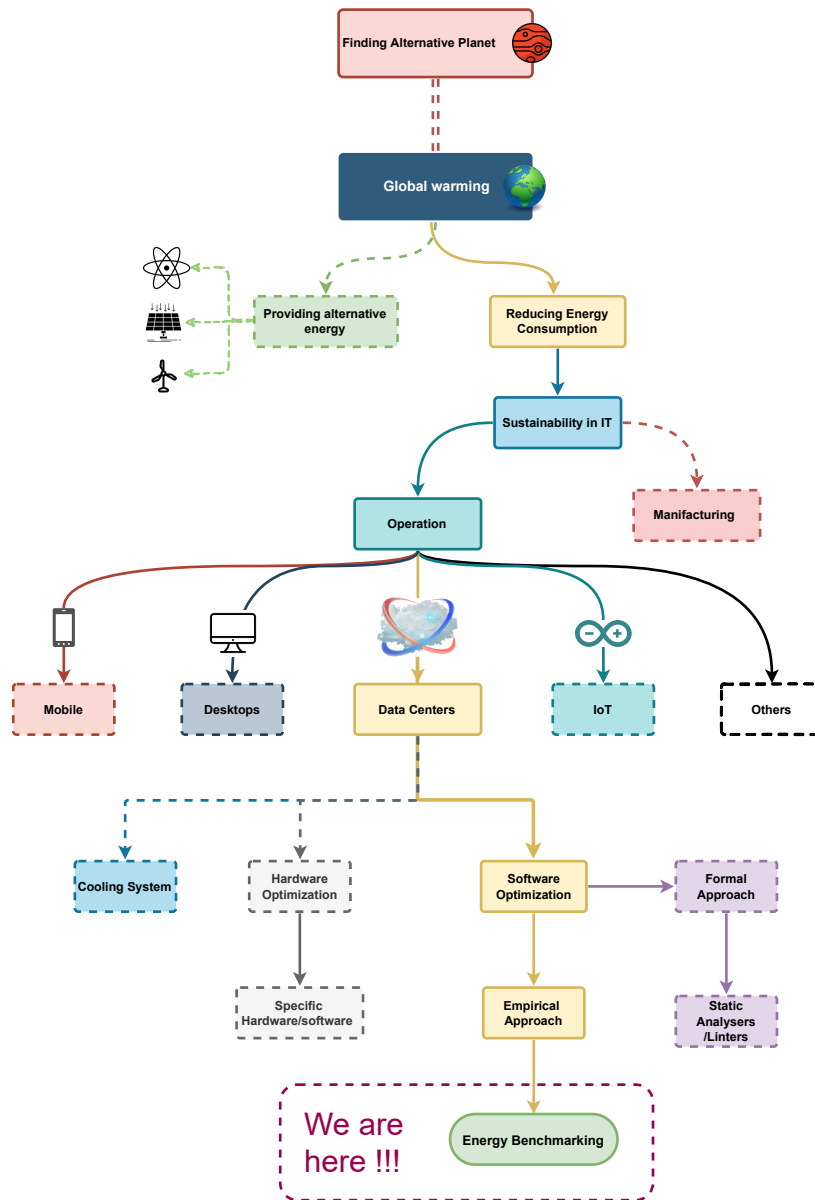 Finding Alternative Planet
Global warming
Providing alternative
energy
Reducing Energy
Consumption
Sustainability in IT
Manifacturing
Operation
Mobile
Desktops
Data Centers
IoT
Others
Cooling System
Hardware
Optimization
Software
Optimization
Formal
Approach
Specific
Hardware/software
Empirical
Approach
Static
Analysers
/Linters
We are
here !!!
Energy Benchmarking